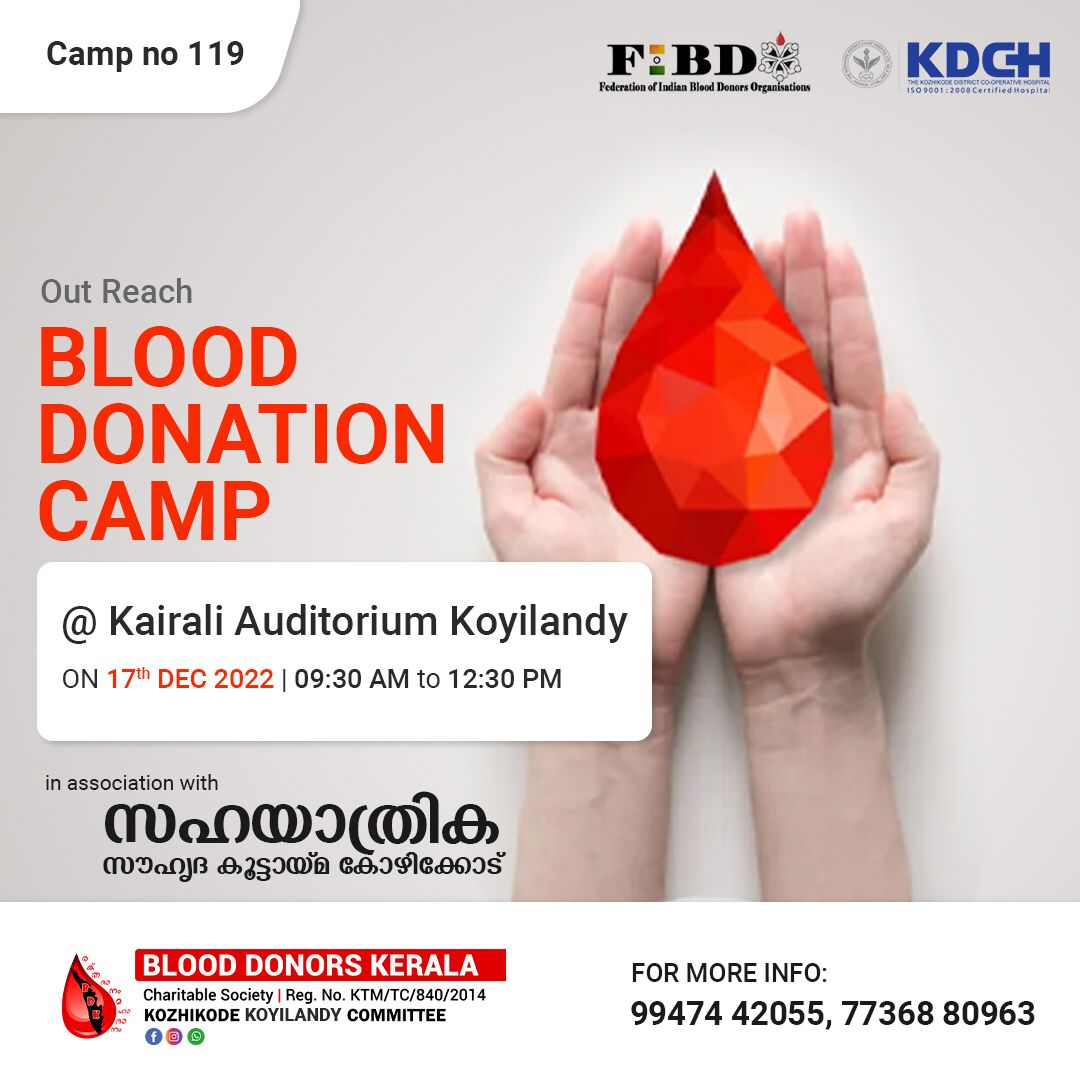 Camp no 119
FIBDO
Federation of Indian Blood Donors Organisations
KDCH
THE KOZHIKODE DISTRICT CO-OPERATIVE HOSPITAL
ISO 9001 : 2008 Certified Hospital
Out Reach
BLOOD
DONATION
CAMP
@ Kairali Auditorium Koyilandy
ON 17th DEC 2022 | 09:30 AM to 12:30 PM
in association with
സഹയാത്രിക
സൗഹൃദ കൂട്ടായ്മ കോഴിക്കോട്
BDK
BLOOD DONORS KERALA
Charitable Society | Reg. No. KTM/TC/840/2014
KOZHIKODE KOYILANDY COMMITTEE
FOR MORE INFO:
99474 42055, 77368 80963